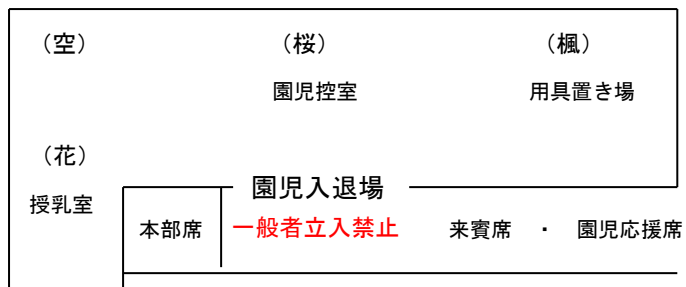 （空） （桜） （楓）
園児控室 用具置き場
（花）
園児入退場
授乳室
本部席 一般者立入禁止 来賓席 ・ 園児応援席